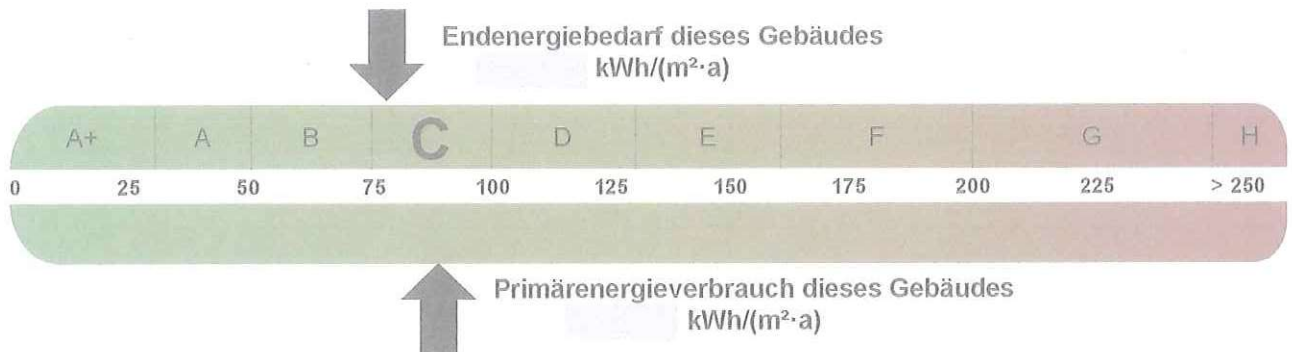 Endenergiebedarf dieses Gebäudes
kWh/(m²·a)
A+ A B C D E F G H
0 25 50 75 100 125 150 175 200 225 > 250
Primärenergieverbrauch dieses Gebäudes
kWh/(m²·a)